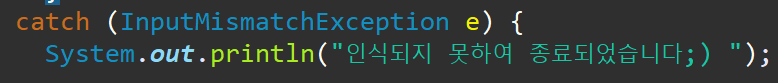 catch (InputMismatchException e) {
System.out.println("인식되지 못하여 종료되었습니다;) ");